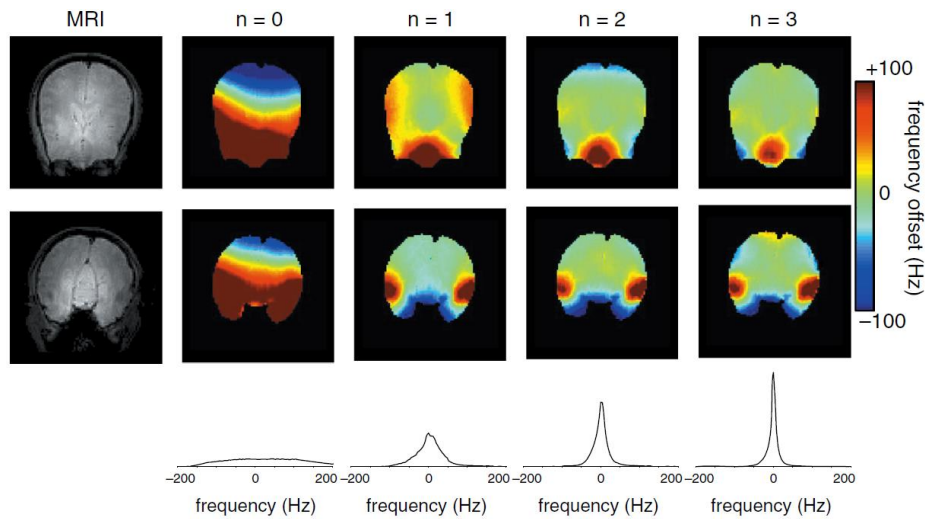 MRI
n = 0
n = 1
n = 2
n = 3
+100
0
−100
frequency offset (Hz)
−200
0
200
−200
0
200
−200
0
200
−200
0
200
frequency (Hz)
frequency (Hz)
frequency (Hz)
frequency (Hz)